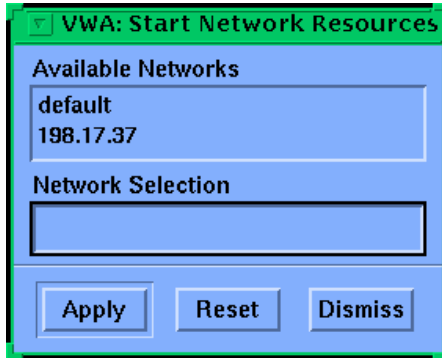 VWA: Start Network Resources
Available Networks
default
198.17.37
Network Selection
Apply Reset Dismiss